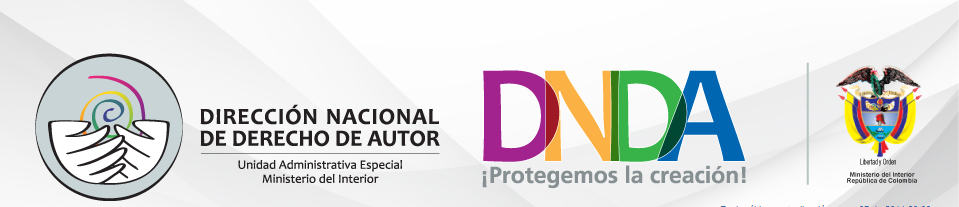 DIRECCIÓN NACIONAL
DE DERECHO DE AUTOR
Unidad Administrativa Especial
Ministerio del Interior
DNDA
¡Protegemos la creación!
Libertad y Orden
Ministerio del Interior
República de Colombia